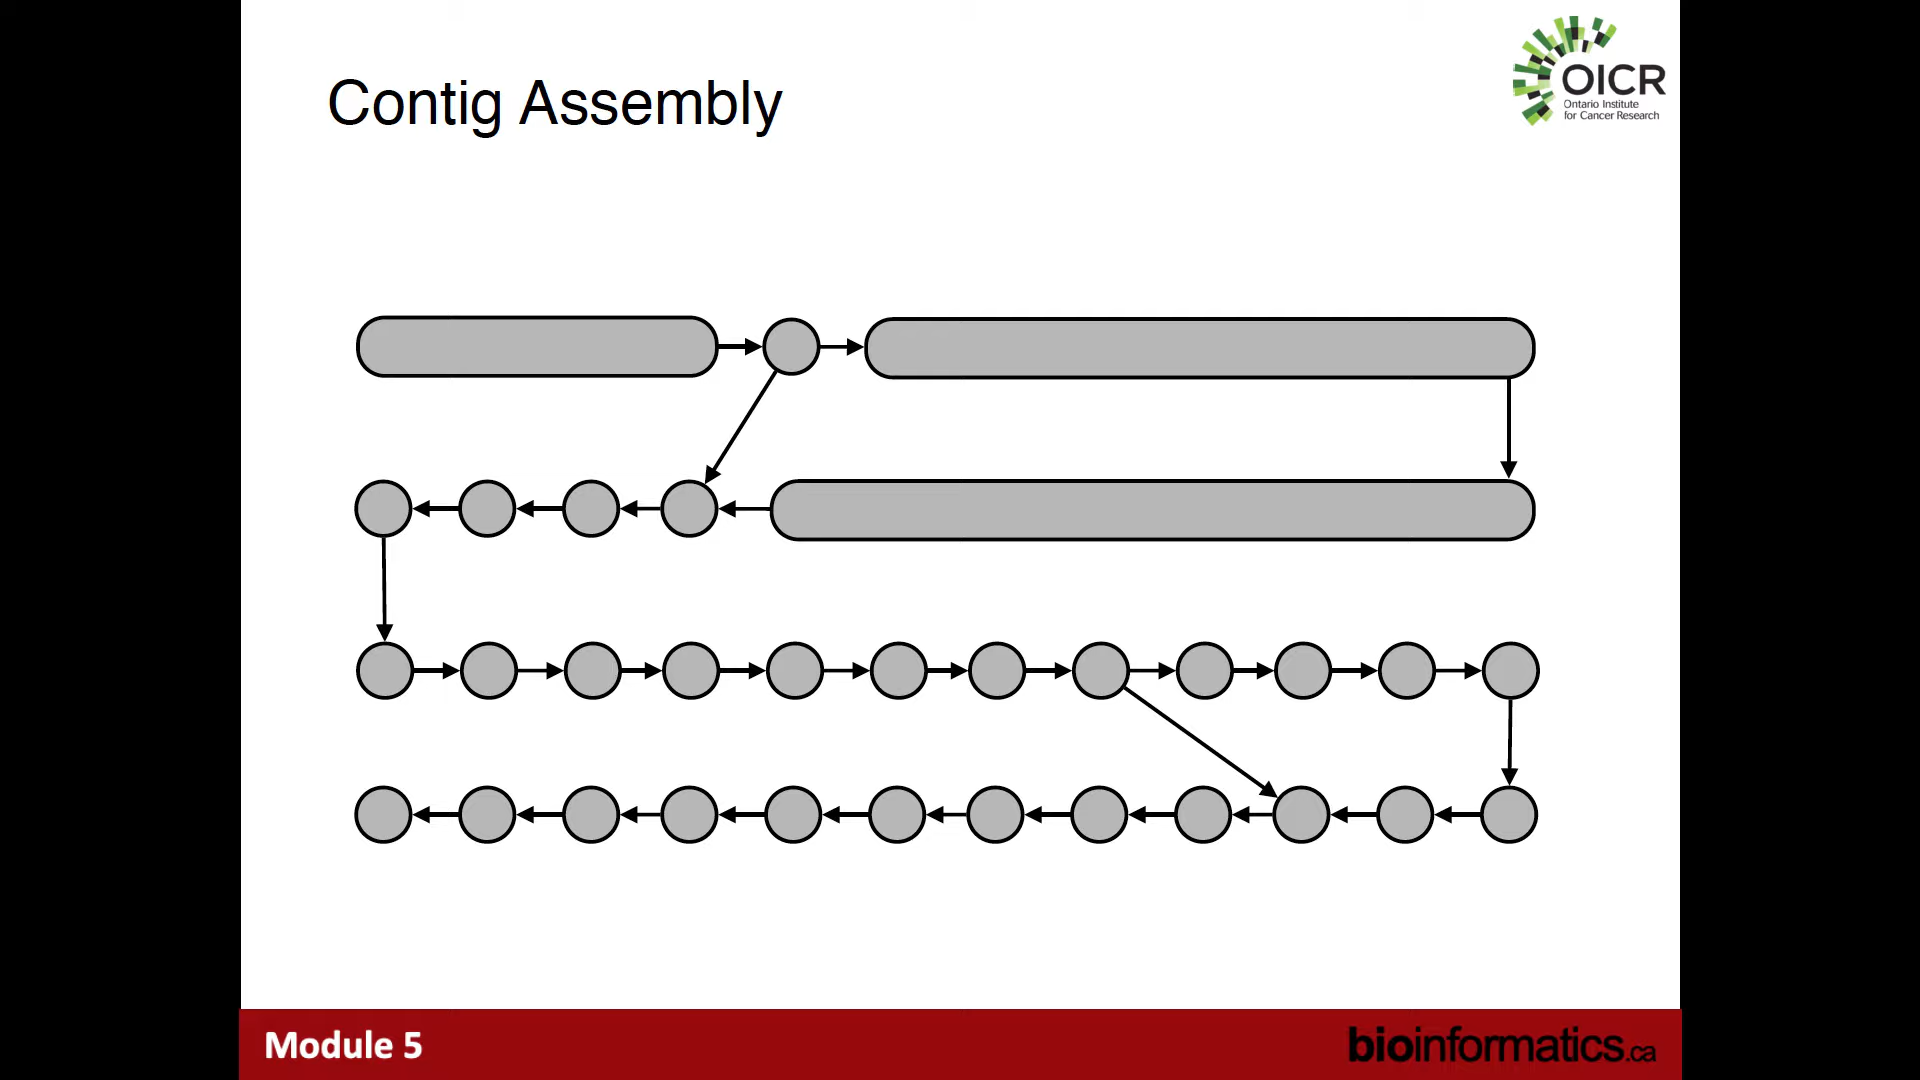 Contig Assembly
OICR
Ontario Institute
for Cancer Research
Module 5
bioinformatics.ca